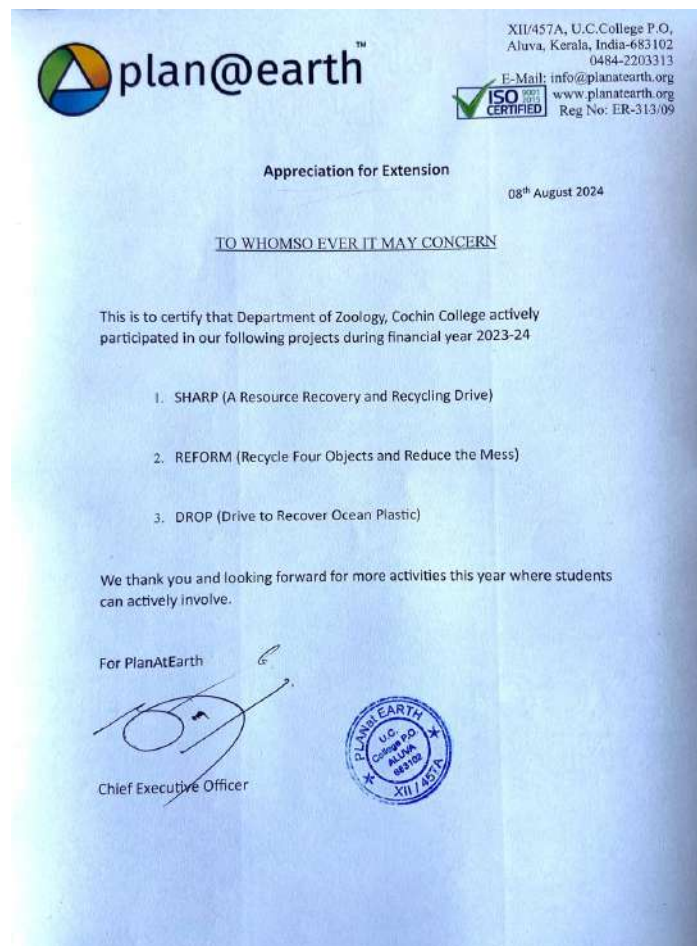 plan@earth™
XII/457A, U.C.College P.O,
Aluva, Kerala, India-683102
0484-2203313
E-Mail: info@planatearth.org
www.planatearth.org
Reg No: ER-313/09
ISO 9001 2015
CERTIFIED
Appreciation for Extension
08th August 2024
TO WHOMSO EVER IT MAY CONCERN
This is to certify that Department of Zoology, Cochin College actively
participated in our following projects during financial year 2023-24
1. SHARP (A Resource Recovery and Recycling Drive)
2. REFORM (Recycle Four Objects and Reduce the Mess)
3. DROP (Drive to Recover Ocean Plastic)
We thank you and looking forward for more activities this year where students
can actively involve.
For PlanAtEarth
Chief Executive Officer
PLANat EARTH
U.C.
College P.O.
ALUVA
683102
XII / 457A